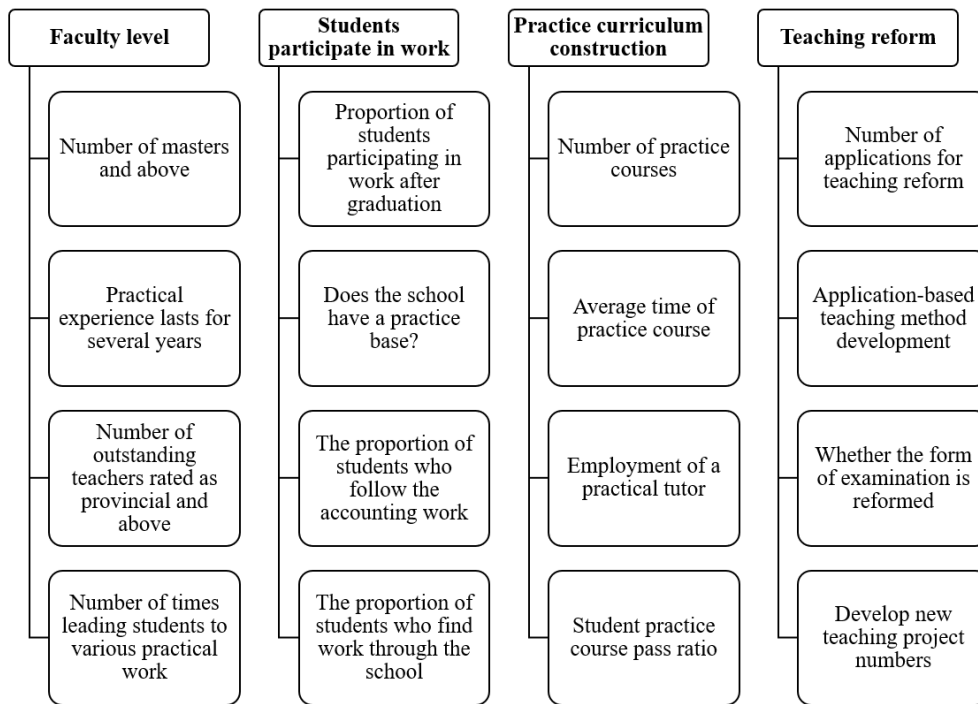 Faculty level
Number of masters
and above
Practical
experience lasts for
several years
Number of
outstanding
teachers rated as
provincial and
above
Number of times
leading students to
various practical
work
Students
participate in work
Proportion of
students
participating in
work after
graduation
Does the school
have a practice
base?
The proportion of
students who
follow the
accounting work
The proportion of
students who find
work through the
school
Practice curriculum
construction
Number of practice
courses
Average time of
practice course
Employment of a
practical tutor
Student practice
course pass ratio
Teaching reform
Number of
applications for
teaching reform
Application-based
teaching method
development
Whether the form
of examination is
reformed
Develop new
teaching project
numbers